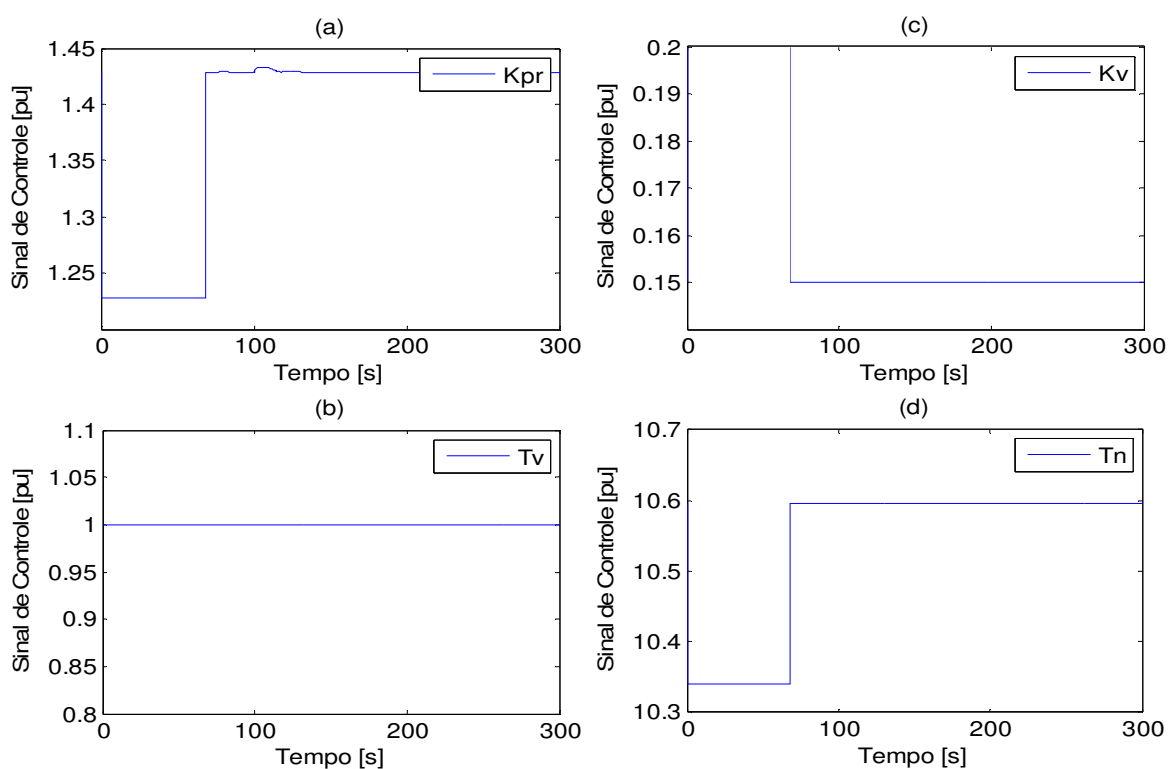 (a)
1.45
1.4
1.35
1.3
1.25
Sinal de Controle [pu]
Kpr
0
100
200
300
Tempo [s]
(c)
0.2
0.19
0.18
0.17
0.16
0.15
Sinal de Controle [pu]
Kv
0
100
200
300
Tempo [s]
(b)
1.1
1.05
1
0.95
0.9
0.85
0.8
Sinal de Controle [pu]
Tv
0
100
200
300
Tempo [s]
(d)
10.7
10.6
10.5
10.4
10.3
Sinal de Controle [pu]
Tn
0
100
200
300
Tempo [s]